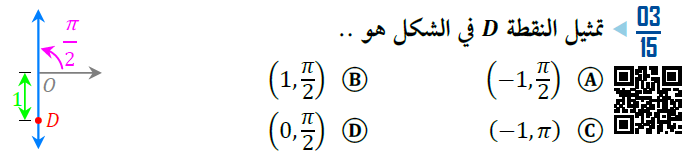 03
15
تمثيل النقطة D في الشكل هو ..
A (−1, π/2)
B (1, π/2)
C (−1, π)
D (0, π/2)
π/2
O
1
D